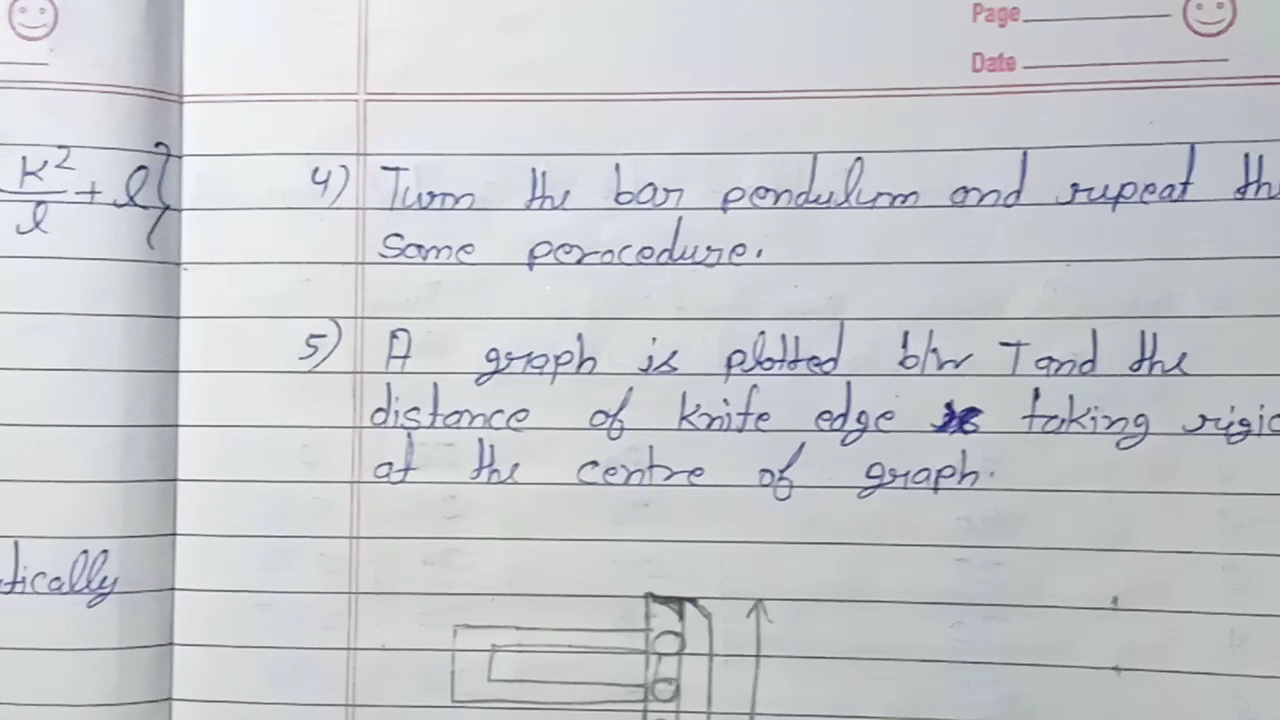 Page
Date
K²/l + l}
4) Turn the bar pendulum and repeat the
same perocedure.
5) A graph is plotted b/w T and the
distance of knife edge taking
at the centre of graph.
tically